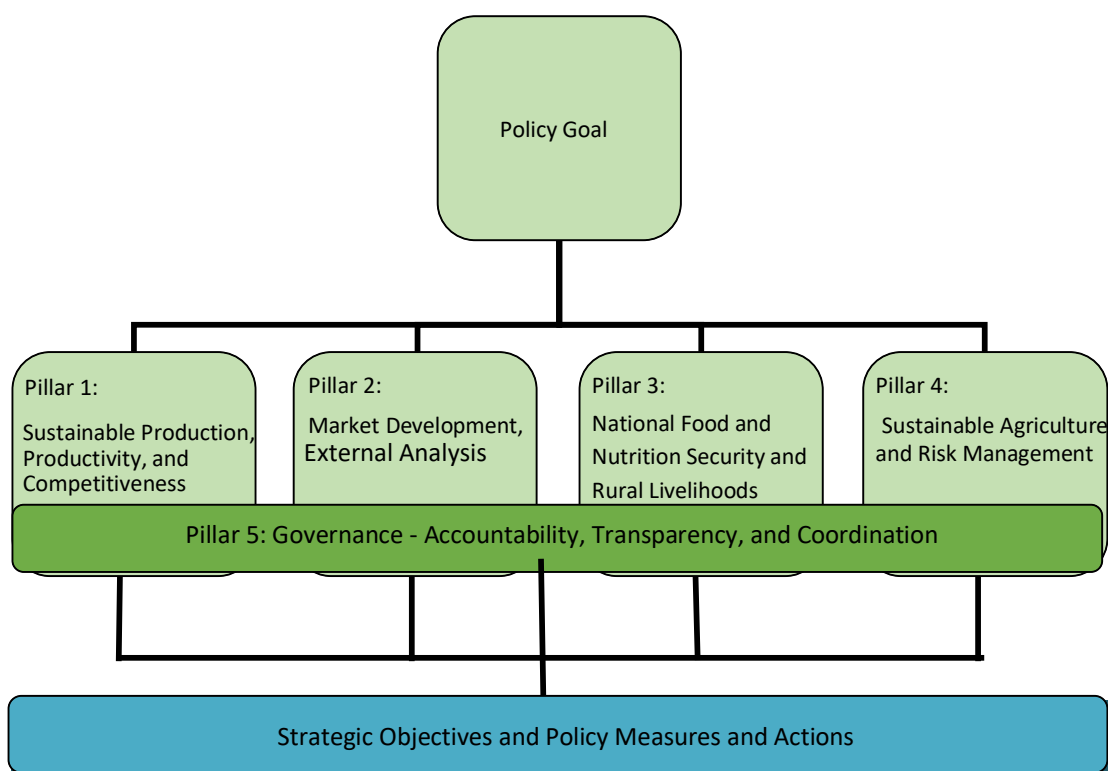 Policy Goal
Pillar 1:
Sustainable Production,
Productivity, and
Competitiveness
Pillar 2:
Market Development,
External Analysis
Pillar 3:
National Food and
Nutrition Security and
Rural Livelihoods
Pillar 4:
Sustainable Agriculture
and Risk Management
Pillar 5: Governance - Accountability, Transparency, and Coordination
Strategic Objectives and Policy Measures and Actions